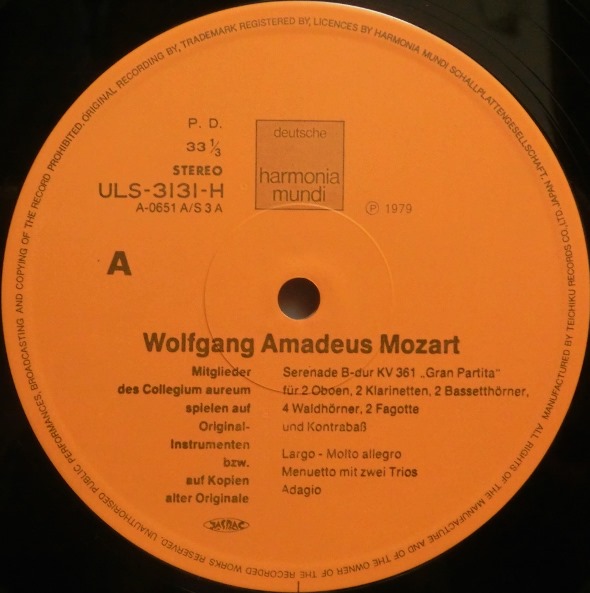 ORIGINAL RECORDING BY, TRADEMARK REGISTERED BY, LICENCES BY HARMONIA MUNDI SCHALLPLATTENGESELLSCHAFT, NAPAN.
ALL RIGHTS OF THE MANUFACTURE AND OF THE OWNER OF THE RECORDED WORKS RESERVED. UNAUTHORISED PUBLIC PERFORMANCES, BROADCASTING AND COPYING OF THE RECORD PROHIBITED.
MANUFACTURED BY TEICHIKU RECORDS CO., LTD. JAPAN.
P. D.
33 1/3
STEREO
ULS-3131-H
A-0651 A/S 3 A
deutsche
harmonia
mundi
Ⓟ 1979
A
Wolfgang Amadeus Mozart
Mitglieder
des Collegium aureum
spielen auf
Original-
Instrumenten
bzw.
auf Kopien
alter Originale
Serenade B-dur KV 361 „Gran Partita"
für 2 Oboen, 2 Klarinetten, 2 Bassetthörner,
4 Waldhörner, 2 Fagotte
und Kontrabaß
Largo - Molto allegro
Menuetto mit zwei Trios
Adagio
JASRAC